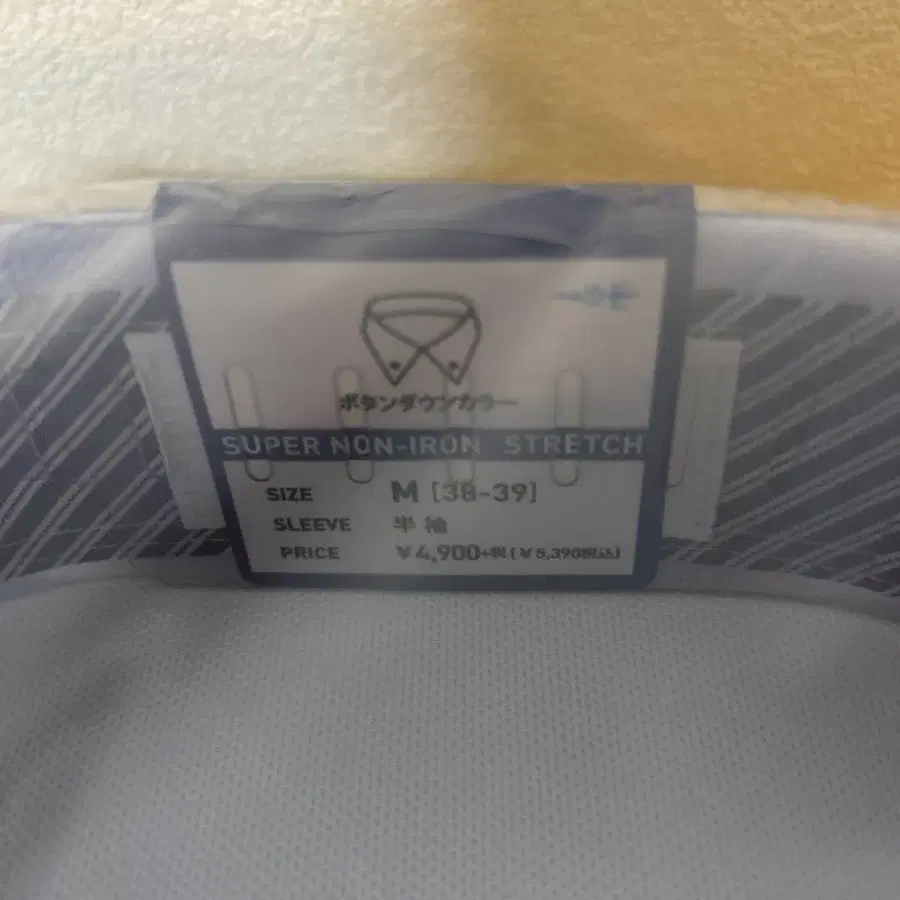 ボタンダウンカラー
SUPER NON-IRON STRETCH
SIZE M [38-39]
SLEEVE 半袖
PRICE ¥4,900+税(¥5,390税込)